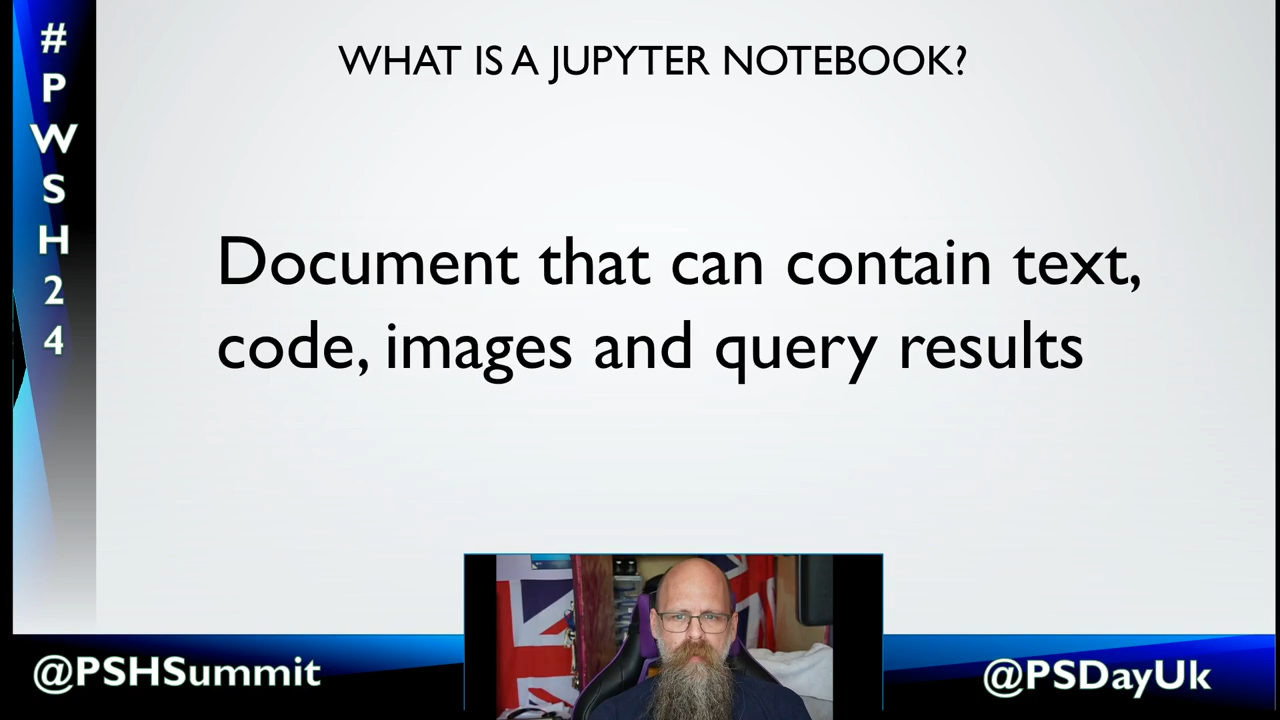 #PWSH24
WHAT IS A JUPYTER NOTEBOOK?
Document that can contain text,
code, images and query results
@PSHSummit
@PSDayUk